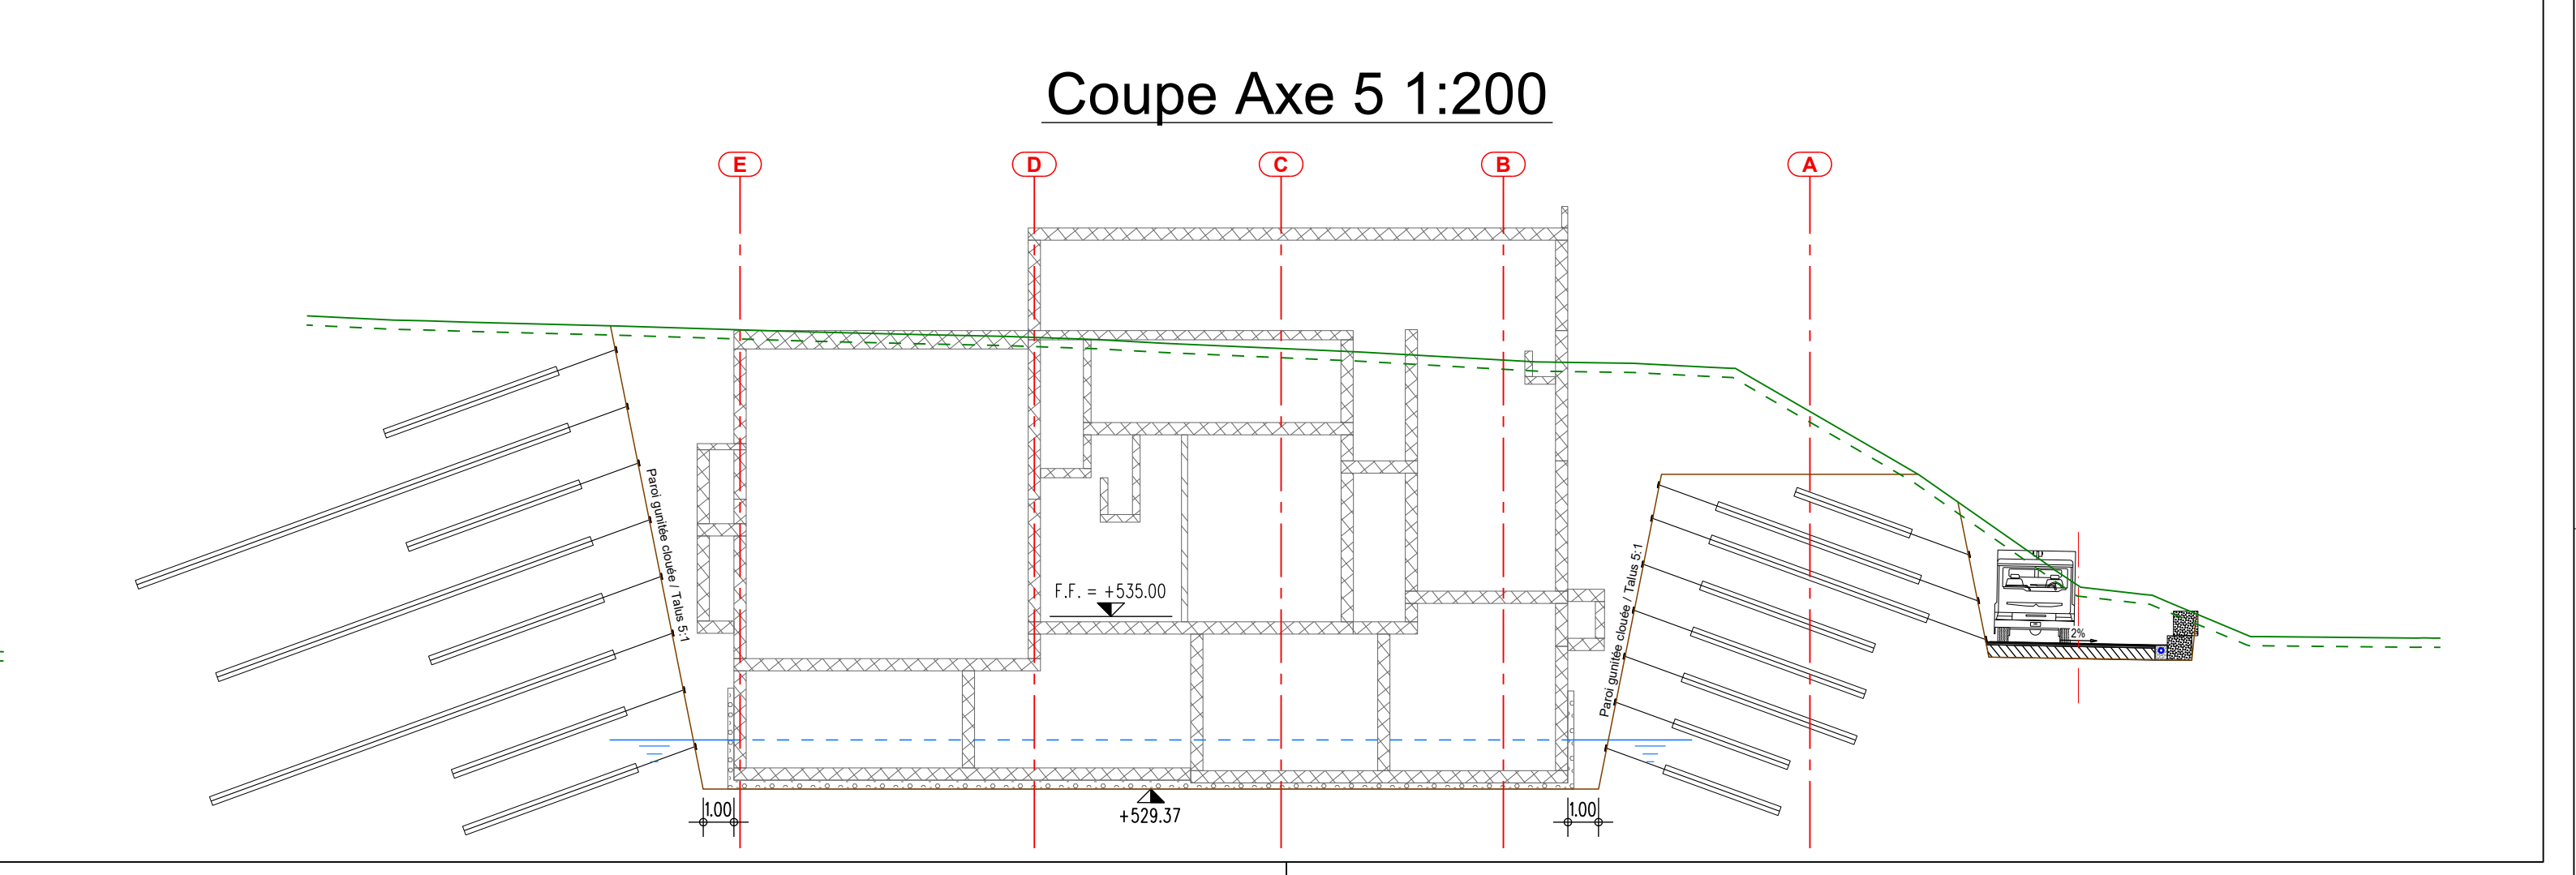 Coupe Axe 5 1:200
E
D
C
B
A
Paroi gunitée clouée / Talus 5:1
F.F. = +535.00
Paroi gunitée clouée / Talus 5:1
2%
1.00
+529.37
1.00